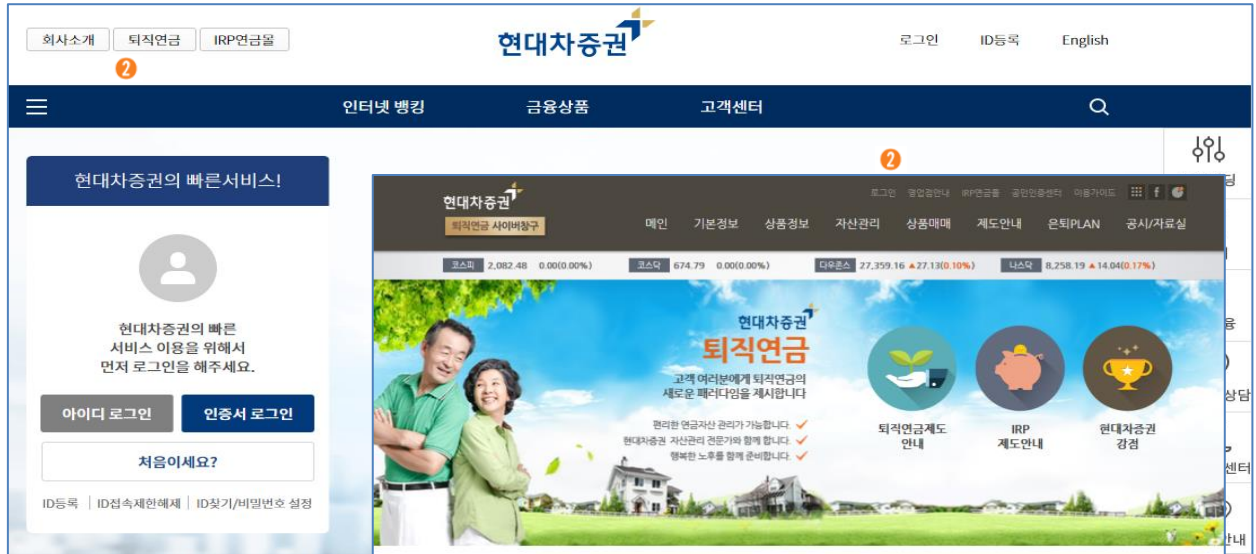 회사소개 퇴직연금 IRP연금몰
2
현대차증권
로그인 ID등록 English
인터넷 뱅킹 금융상품 고객센터
현대차증권의 빠른서비스!
현대차증권의 빠른
서비스 이용을 위해서
먼저 로그인을 해주세요.
아이디 로그인 인증서 로그인
처음이세요?
ID등록 | ID접속제한해제 | ID찾기/비밀번호 설정
2
현대차증권
퇴직연금 사이버창구
로그인 영업점안내 IRP연금몰 공인인증센터 이용가이드
메인 기본정보 상품정보 자산관리 상품매매 제도안내 은퇴PLAN 공시/자료실
코스피 2,082.48 0.00(0.00%) 코스닥 674.79 0.00(0.00%) 다우존스 27,359.16 ▲27.13(0.10%) 나스닥 8,258.19 ▲14.04(0.17%)
현대차증권
퇴직연금
고객 여러분에게 퇴직연금의
새로운 패러다임을 제시합니다
편리한 연금자산 관리가 가능합니다.
현대차증권 자산관리 전문가와 함께 합니다.
행복한 노후를 함께 준비합니다.
퇴직연금제도
안내
IRP
제도안내
현대차증권
강점
상담
센터
안내